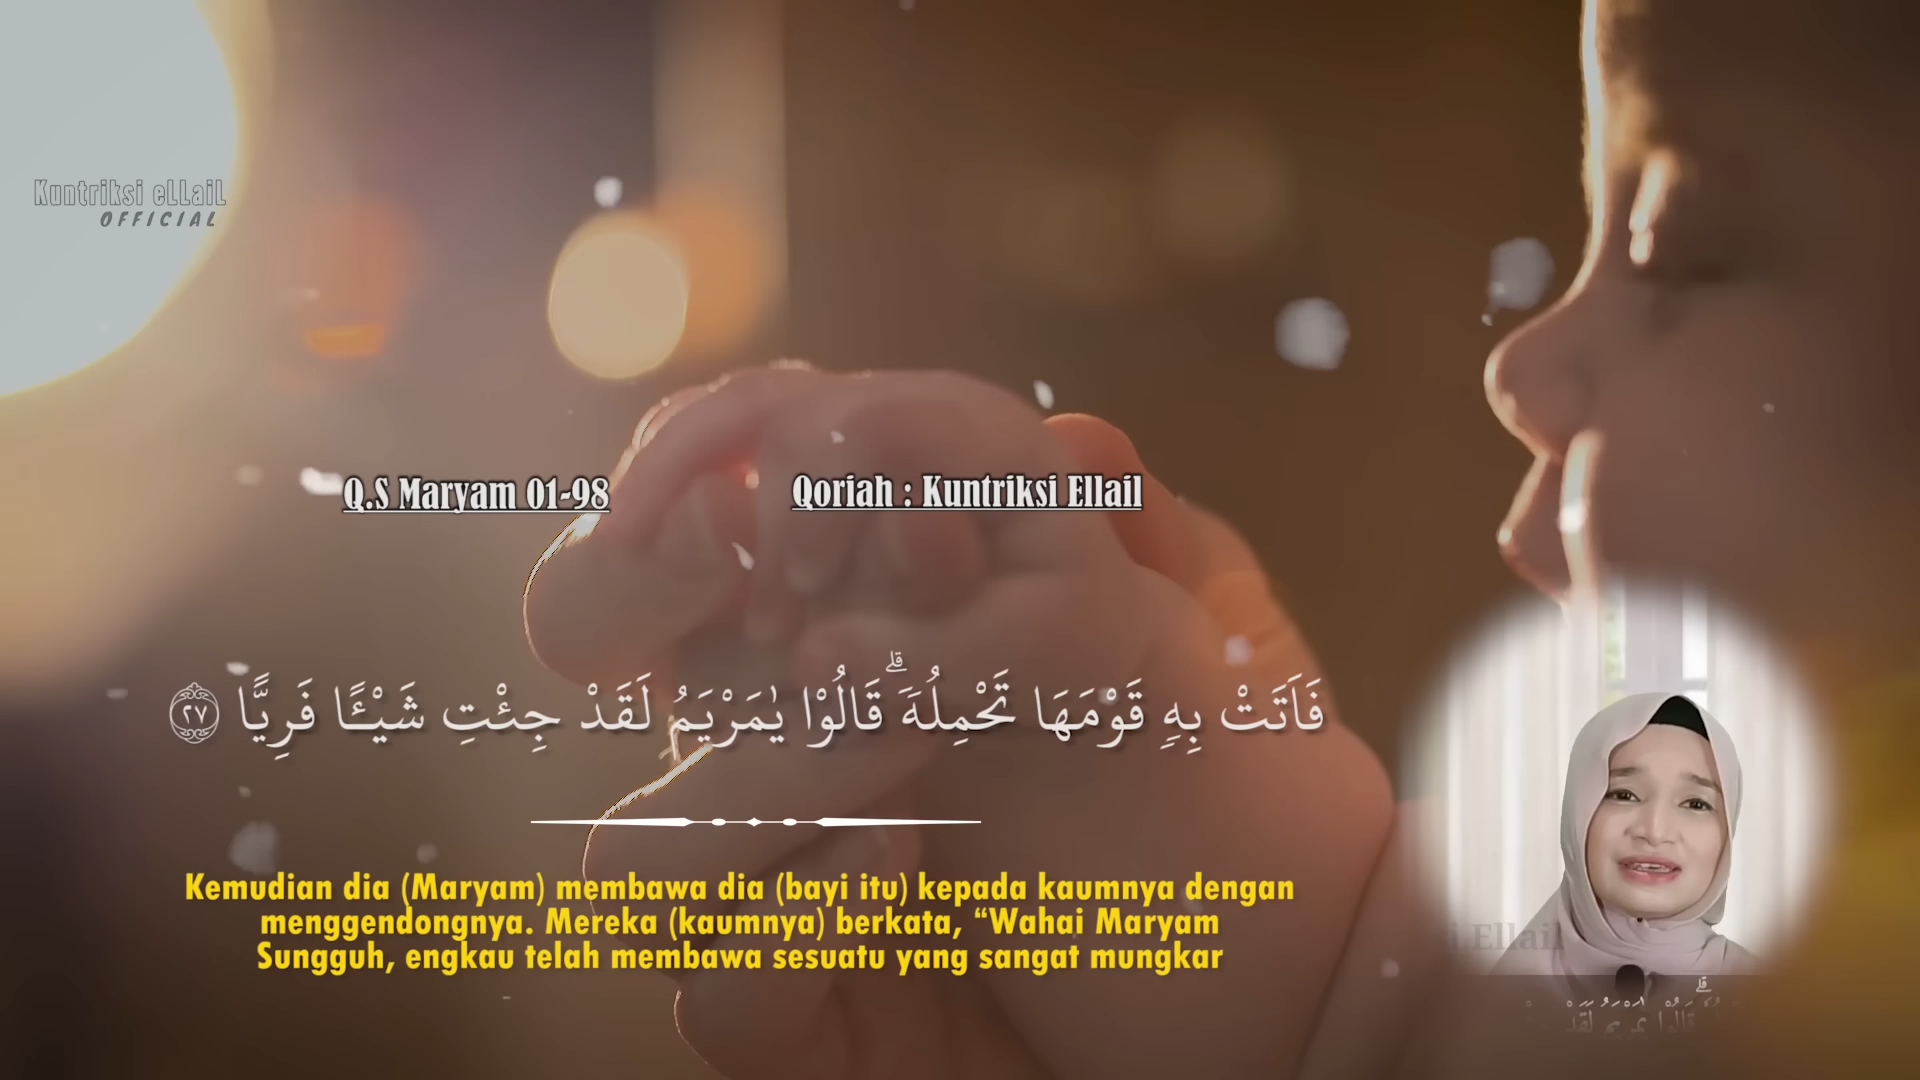 Kuntriksi eLLaiL
OFFICIAL
Q.S Maryam 01-98
Qoriah : Kuntriksi Ellail
فَاَتَتْ بِهٖ قَوْمَهَا تَحْمِلُهٗ ۗقَالُوْا يٰمَرْيَمُ لَقَدْ جِئْتِ شَيْـًٔا فَرِيًّا ٢٧
Kemudian dia (Maryam) membawa dia (bayi itu) kepada kaumnya dengan
menggendongnya. Mereka (kaumnya) berkata, “Wahai Maryam
Sungguh, engkau telah membawa sesuatu yang sangat mungkar
i Ellail